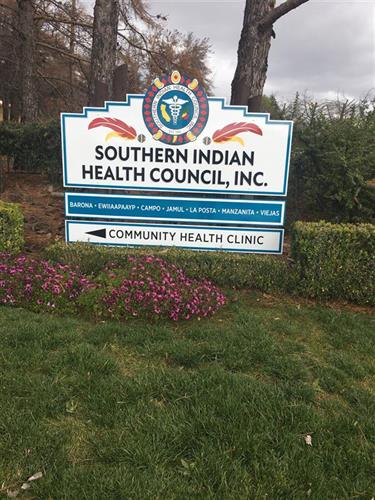 SOUTHERN INDIAN
HEALTH COUNCIL, INC.
BARONA • EWIIAAPAAYP • CAMPO • JAMUL • LA POSTA • MANZANITA • VIEJAS
COMMUNITY HEALTH CLINIC